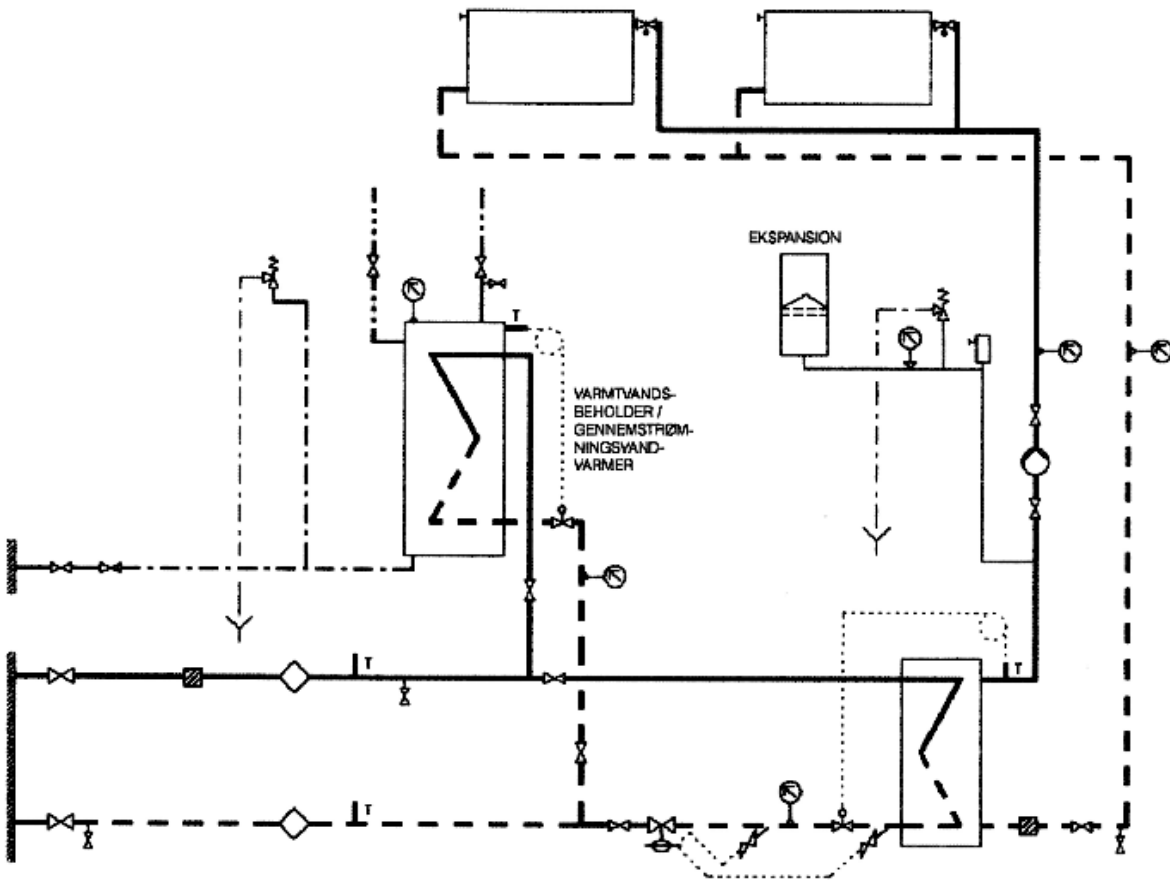 EKSPANSION
T
VARMTVANDS-
BEHOLDER /
GENNEMSTRØM-
NINGSVAND-
VARMER
T
T
T